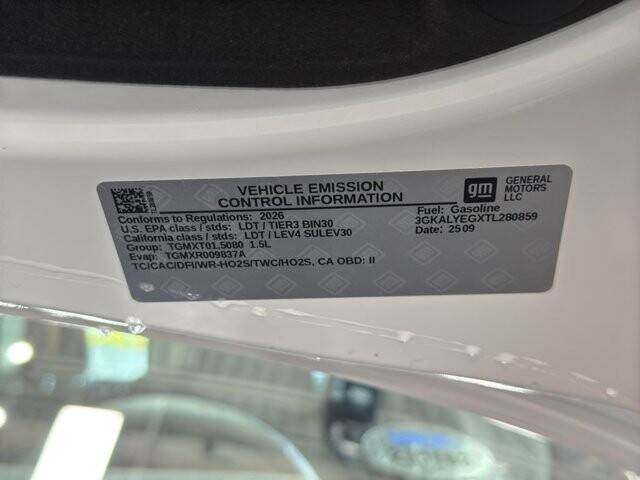 VEHICLE EMISSION
CONTROL INFORMATION
gm
GENERAL
MOTORS
LLC
Conforms to Regulations: 2026
U.S. EPA class / stds: LDT / TIER3 BIN30
California class / stds: LDT / LEV4 SULEV30
Group: TGMXT01.5080 1.5L
Evap: TGMXR009837A
TC/CAC/DFI/WR-HO2S/TWC/HO2S, CA OBD: II
Fuel: Gasoline
3GKALYEGXTL280859
Date: 2509